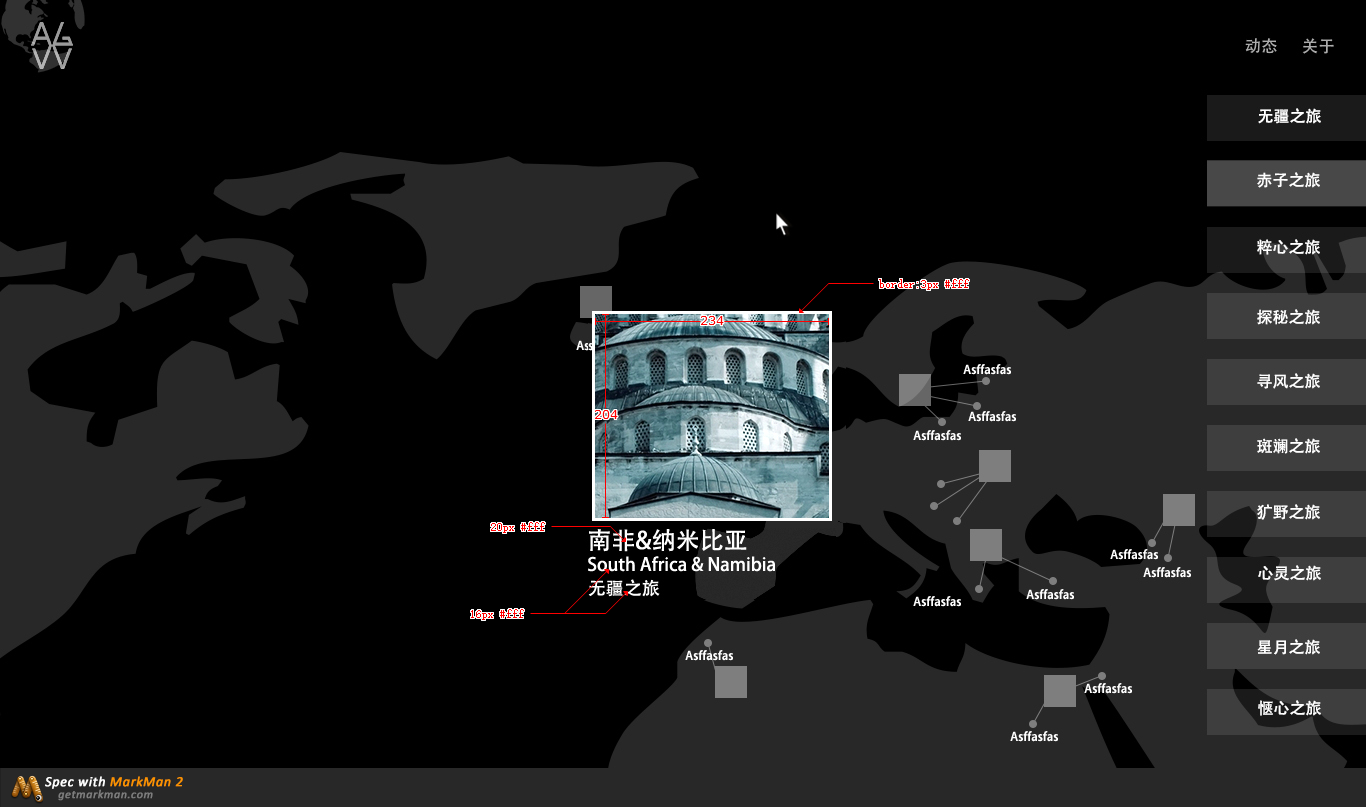 AG
W
动态 关于
无疆之旅
赤子之旅
粹心之旅
探秘之旅
寻风之旅
斑斓之旅
旷野之旅
心灵之旅
星月之旅
惬心之旅
border:3px #fff
234
204
Ass
Asffasfas
Asffasfas
Asffasfas
20px #fff
南非&纳米比亚
South Africa & Namibia
无疆之旅
16px #fff
Asffasfas
Asffasfas
Asffasfas
Asffasfas
Asffasfas
Asffasfas
Asffasfas
Asffasfas
Spec with MarkMan 2
getmarkman.com